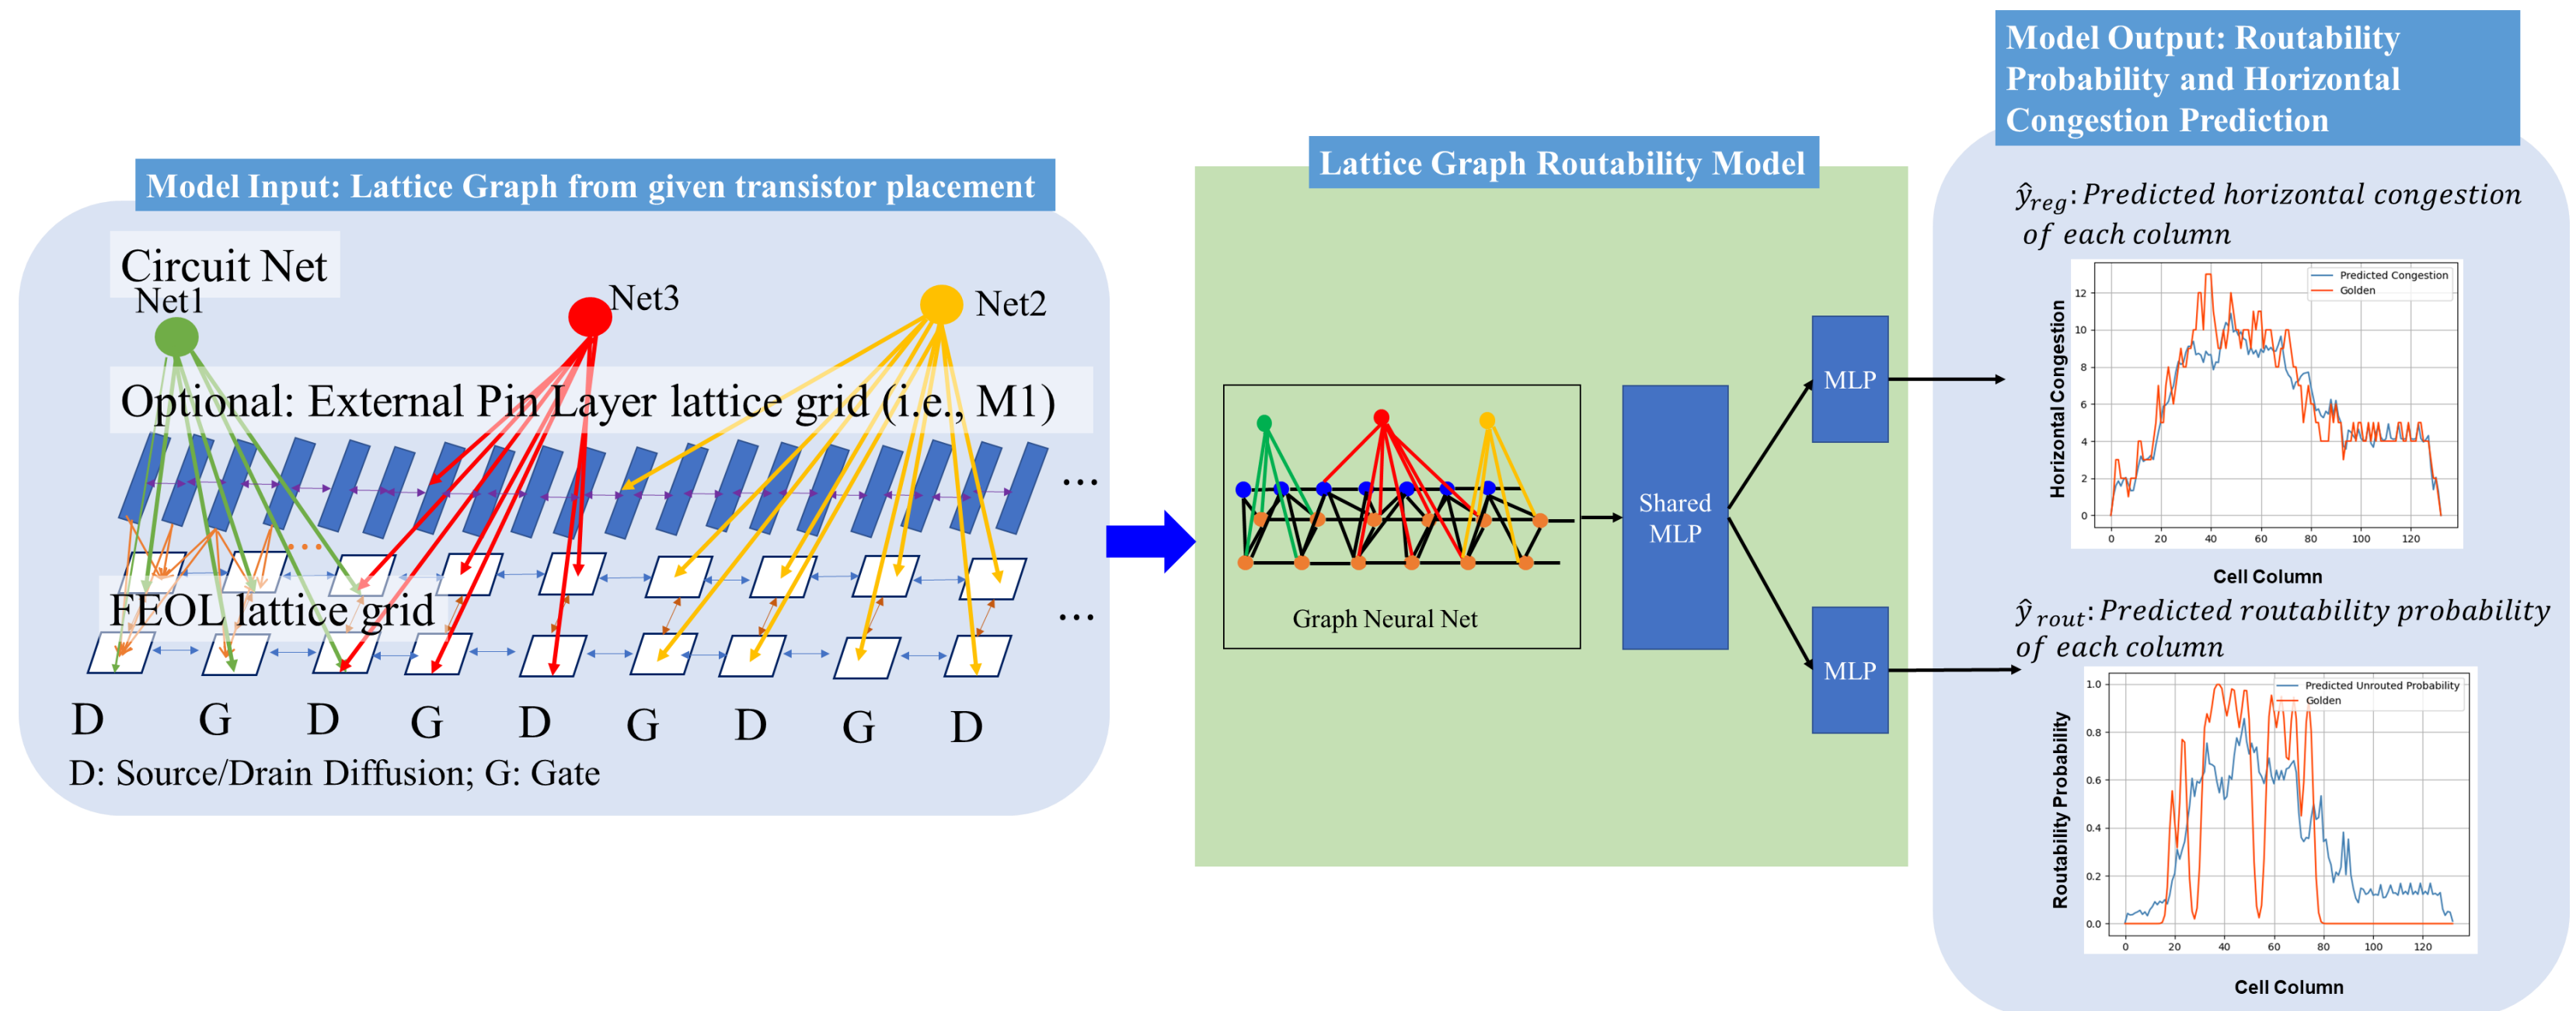 Model Input: Lattice Graph from given transistor placement
Circuit Net
Net1
Net3
Net2
Optional: External Pin Layer lattice grid (i.e., M1)
...
...
FEOL lattice grid
...
D G D G D G D G D
D: Source/Drain Diffusion; G: Gate
Lattice Graph Routability Model
Graph Neural Net
Shared
MLP
MLP
MLP
Model Output: Routability
Probability and Horizontal
Congestion Prediction
ŷ_reg: Predicted horizontal congestion
of each column
Predicted Congestion
Golden
Horizontal Congestion
12
10
8
6
4
2
0
0 20 40 60 80 100 120
Cell Column
ŷ_rout: Predicted routability probability
of each column
Predicted Unrouted Probability
Golden
Routability Probability
1.0
0.8
0.6
0.4
0.2
0.0
0 20 40 60 80 100 120
Cell Column